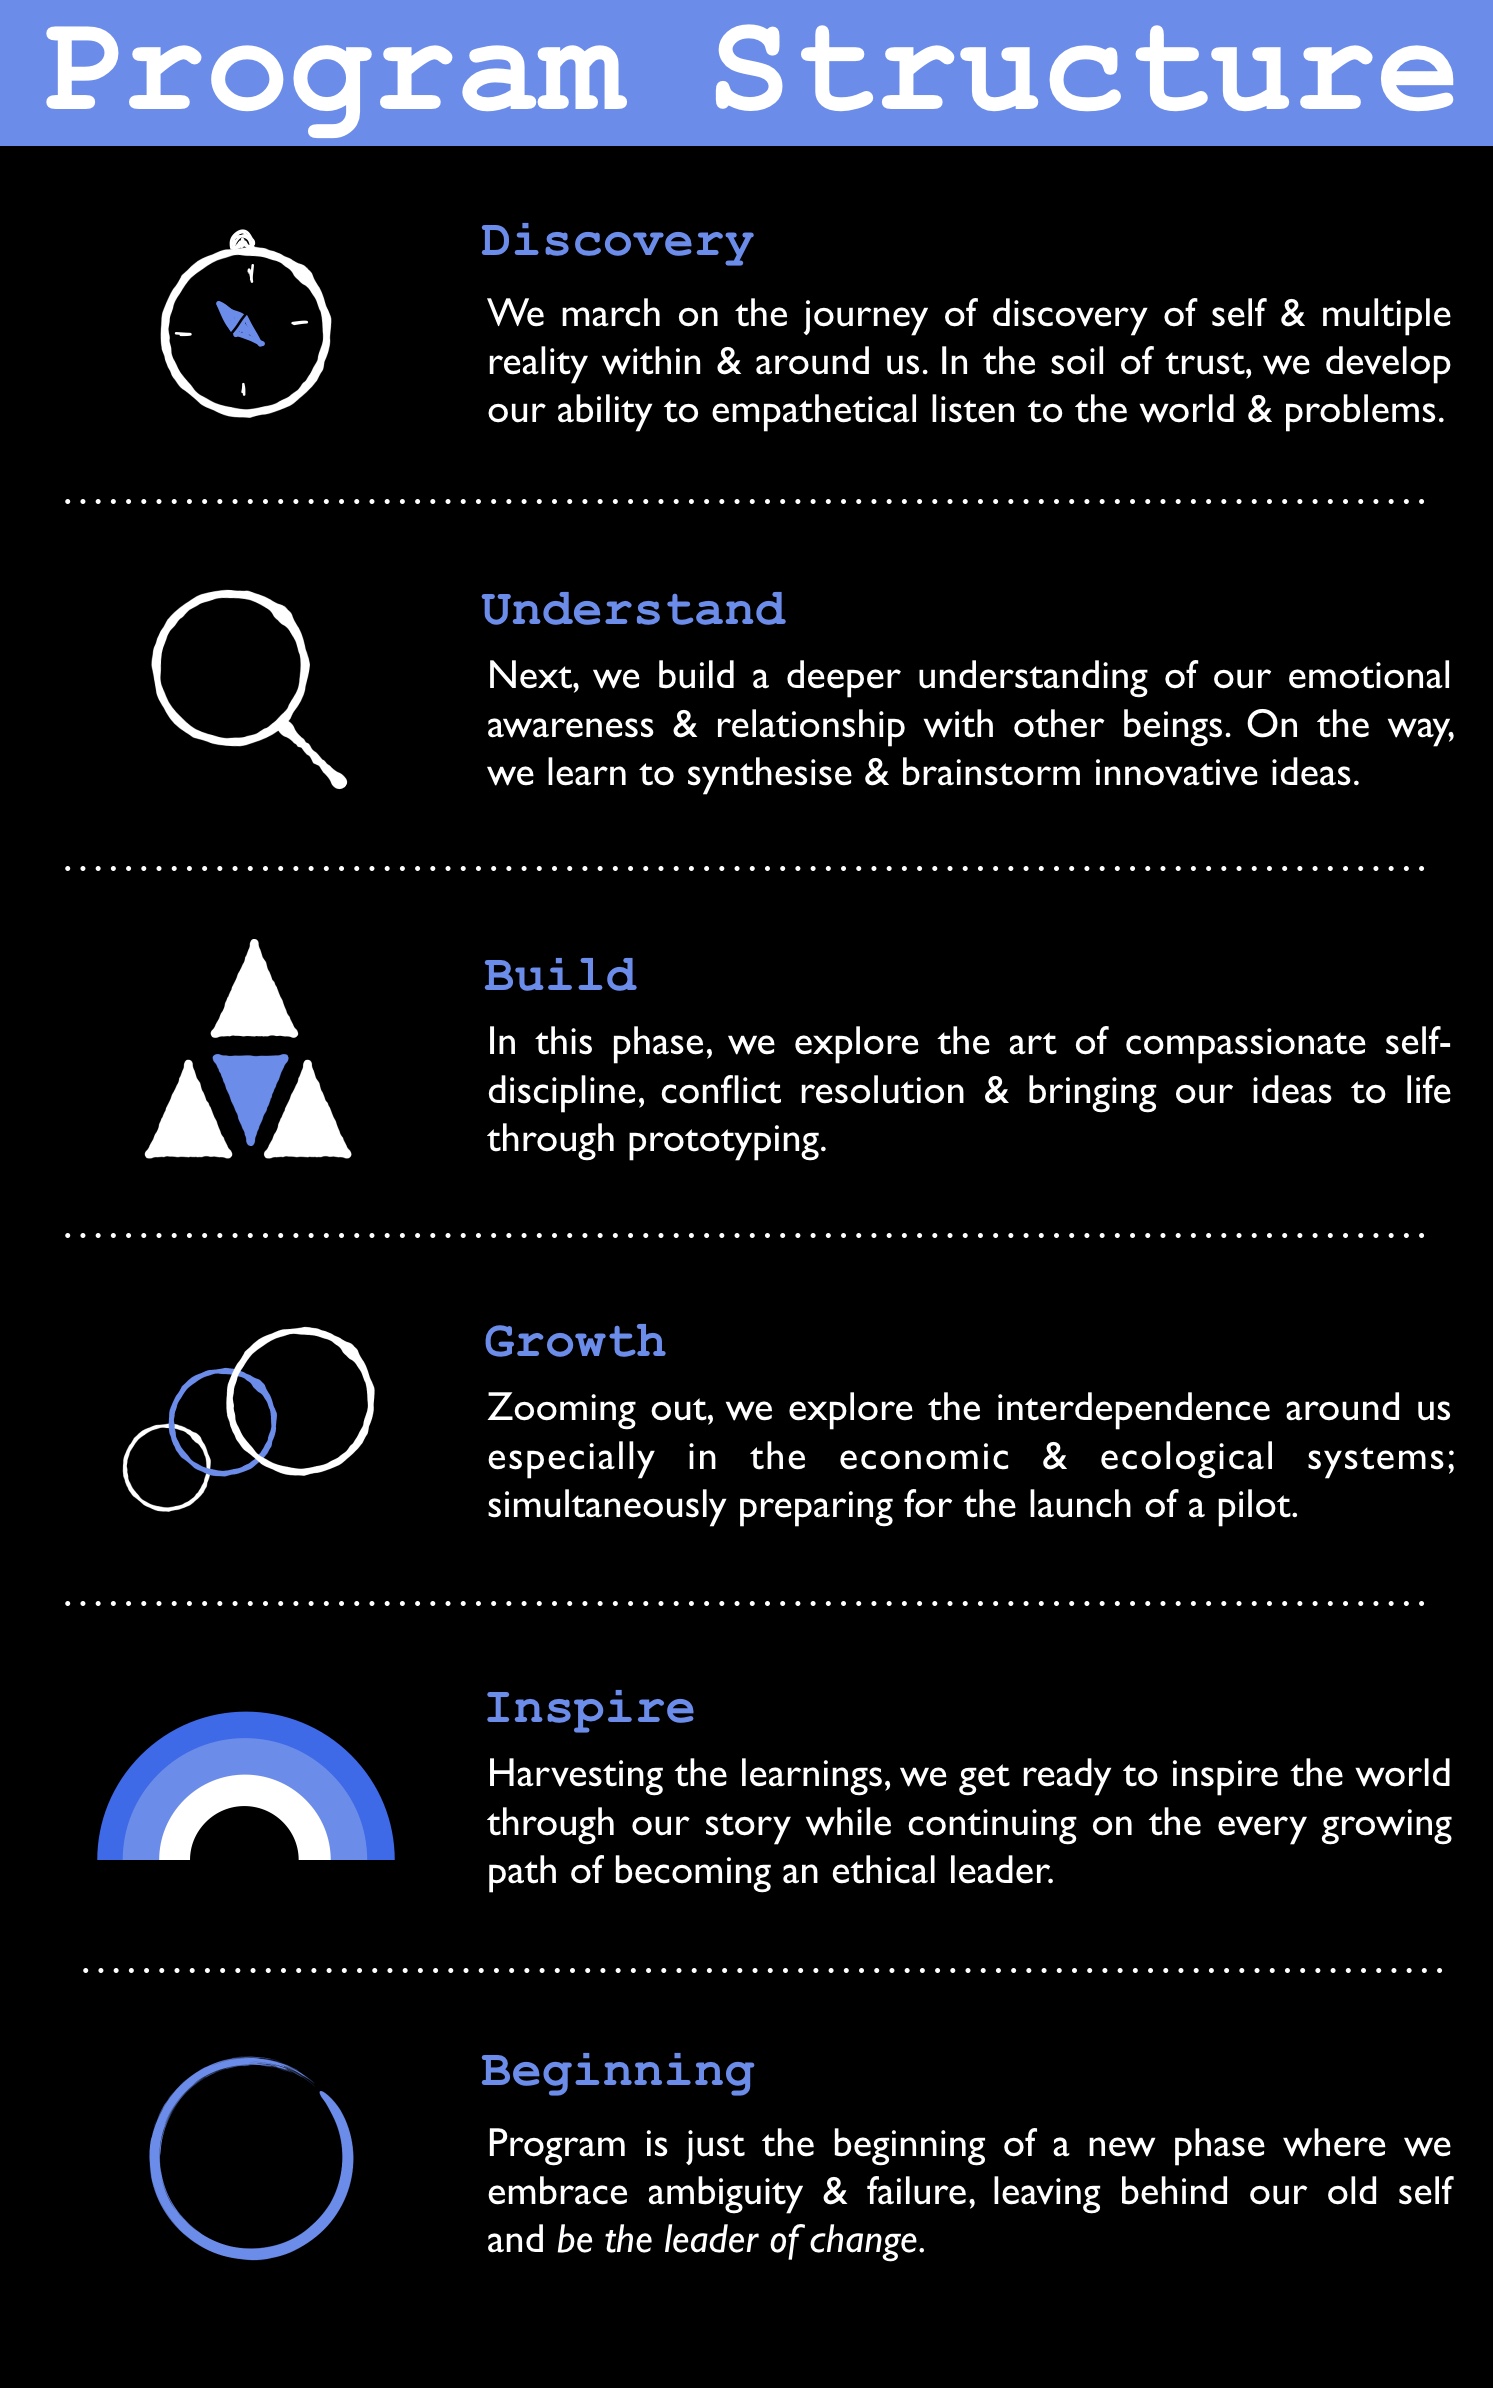 Program Structure
Discovery
We march on the journey of discovery of self & multiple
reality within & around us. In the soil of trust, we develop
our ability to empathetical listen to the world & problems.
Understand
Next, we build a deeper understanding of our emotional
awareness & relationship with other beings. On the way,
we learn to synthesise & brainstorm innovative ideas.
Build
In this phase, we explore the art of compassionate self-
discipline, conflict resolution & bringing our ideas to life
through prototyping.
Growth
Zooming out, we explore the interdependence around us
especially in the economic & ecological systems;
simultaneously preparing for the launch of a pilot.
Inspire
Harvesting the learnings, we get ready to inspire the world
through our story while continuing on the every growing
path of becoming an ethical leader.
Beginning
Program is just the beginning of a new phase where we
embrace ambiguity & failure, leaving behind our old self
and be the leader of change.